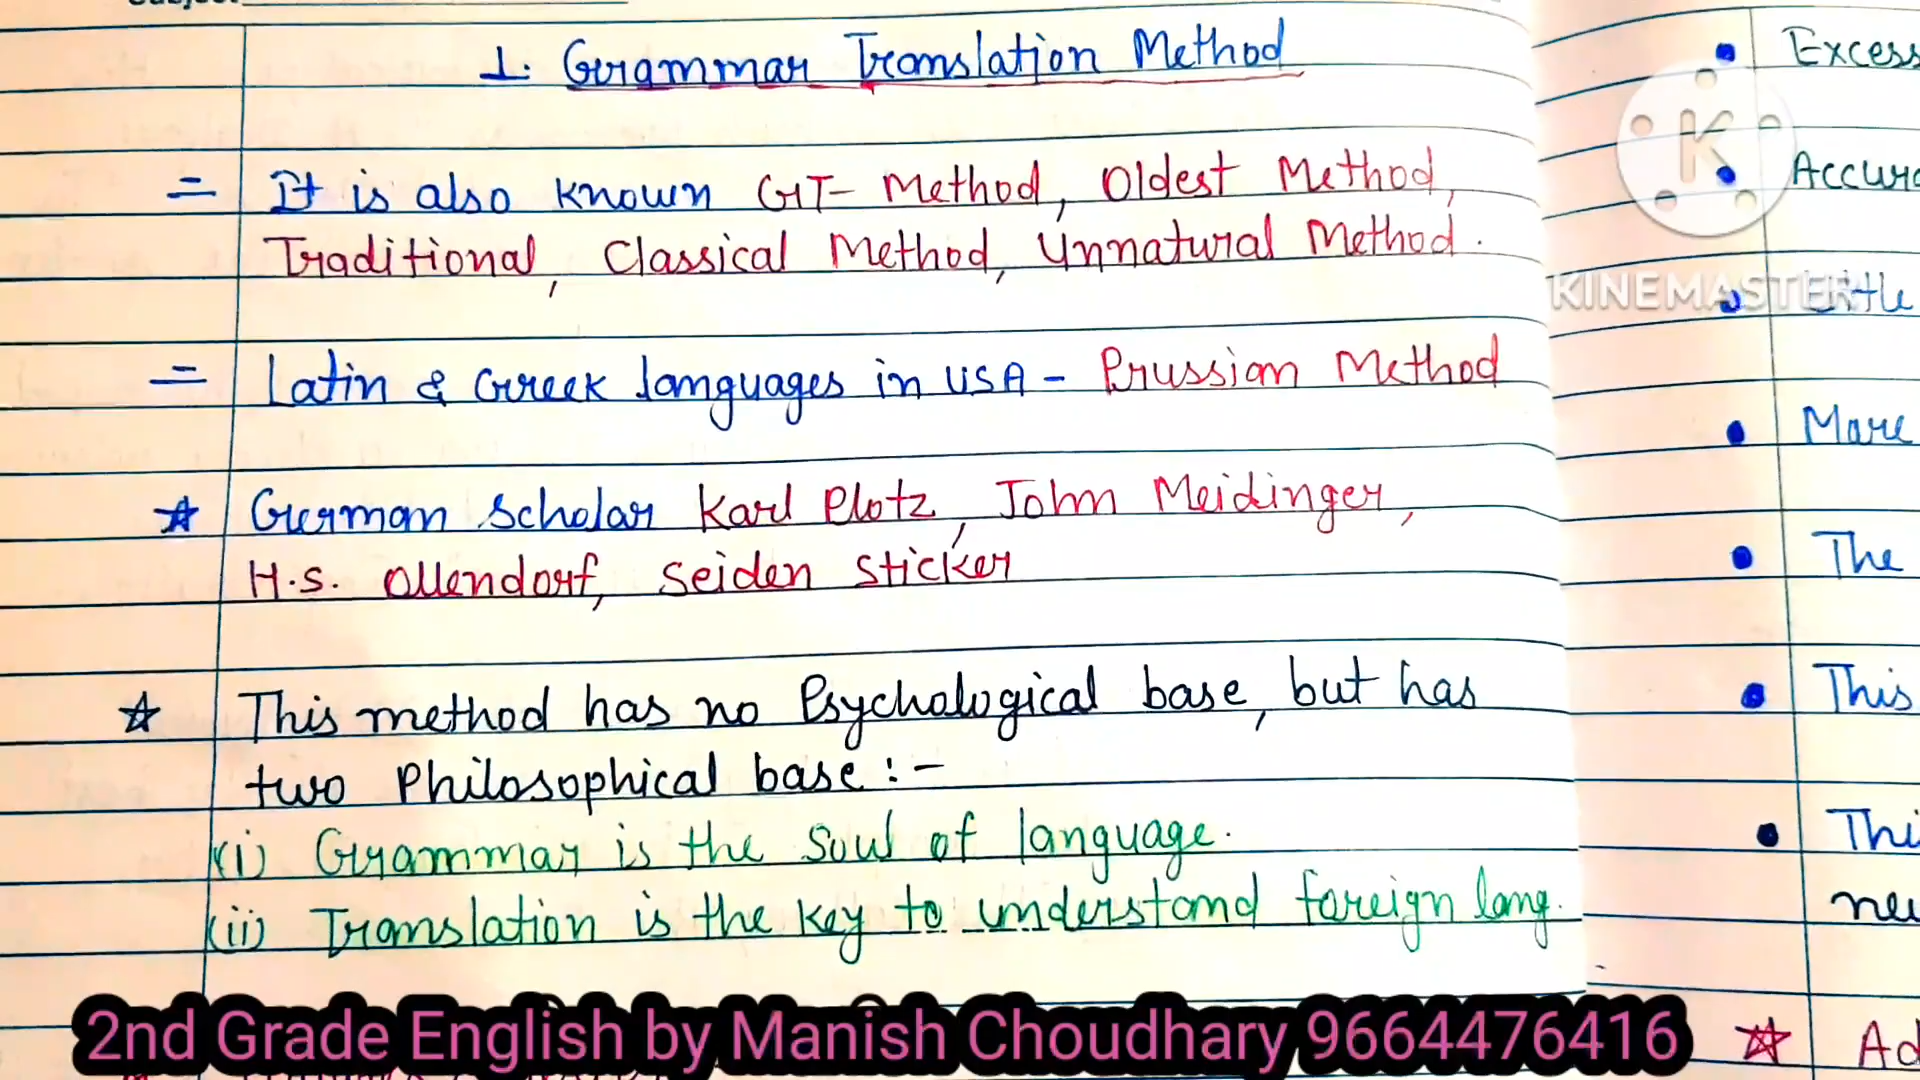 1. Grammar Translation Method
= It is also known GT- Method, Oldest Method,
Traditional, Classical Method, Unnatural Method.
= Latin & Greek languages in USA - Prussian Method
☆ German scholar Karl Plotz, John Meidinger,
H.S. Ollendorf, Seiden Sticker
☆ This method has no Psychological base, but has
two Philosophical base :-
(i) Grammar is the Soul of language.
(ii) Translation is the key to understand foreign lang.
• Excess
•
KINEMASTER
• More
• The
• This
•
☆ Ad
2nd Grade English by Manish Choudhary 9664476416
K